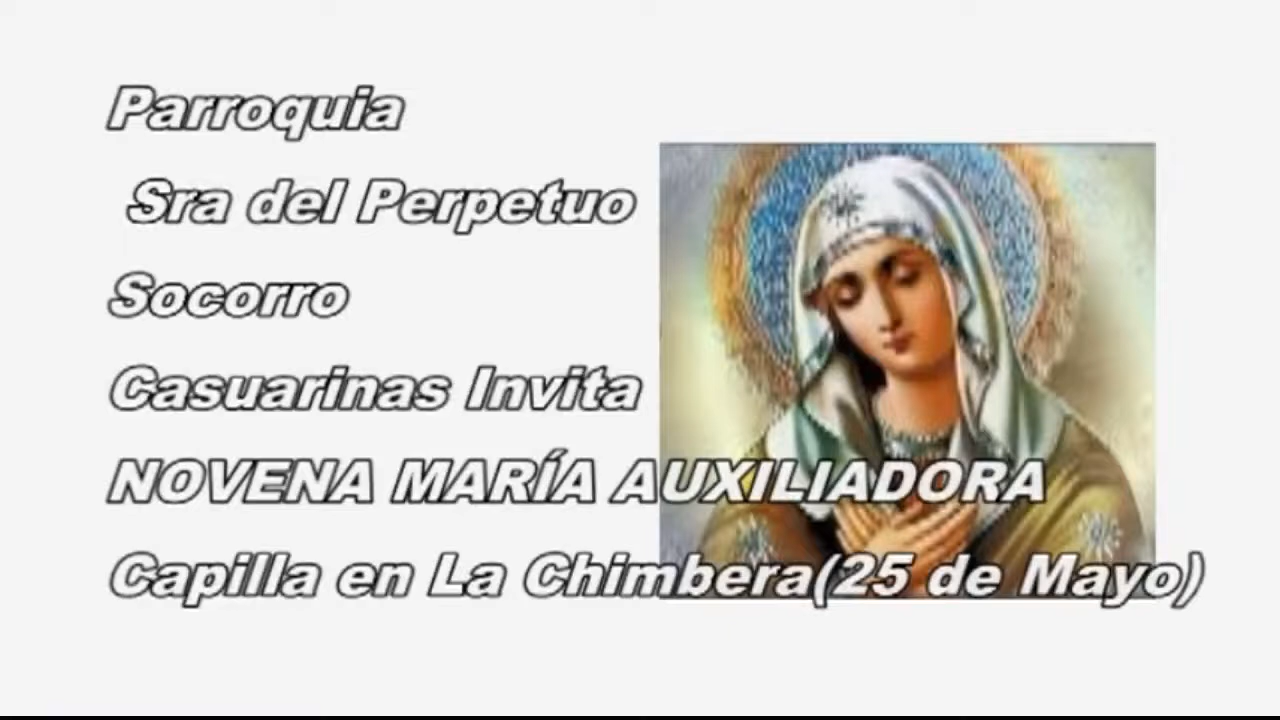 Parroquia
Sra del Perpetuo
Socorro
Casuarinas Invita
NOVENA MARÍA AUXILIADORA
Capilla en La Chimbera(25 de Mayo)